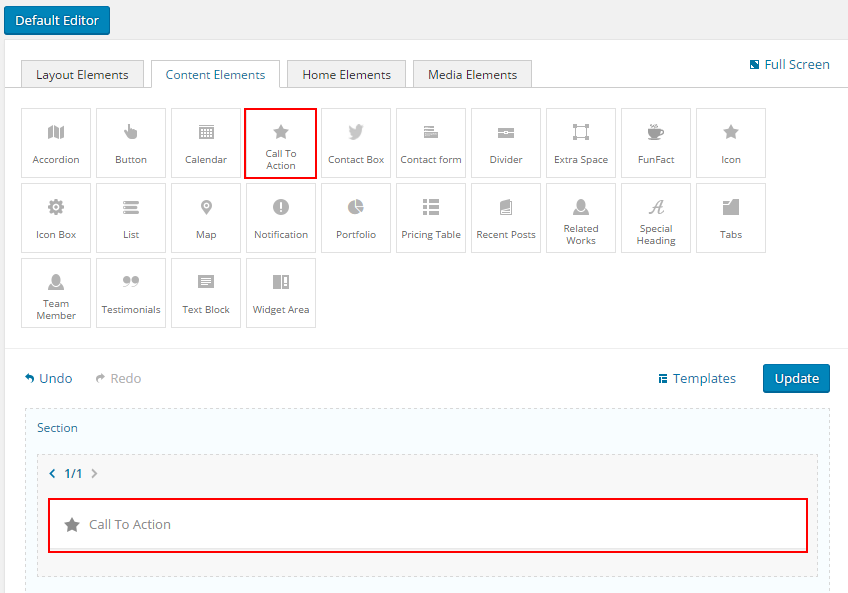 Default Editor
Layout Elements
Content Elements
Home Elements
Media Elements
Full Screen
Accordion
Button
Calendar
Call To
Action
Contact Box
Contact form
Divider
Extra Space
FunFact
Icon
Icon Box
List
Map
Notification
Portfolio
Pricing Table
Recent Posts
Related
Works
Special
Heading
Tabs
Team
Member
Testimonials
Text Block
Widget Area
Undo
Redo
Templates
Update
Section
1/1
Call To Action